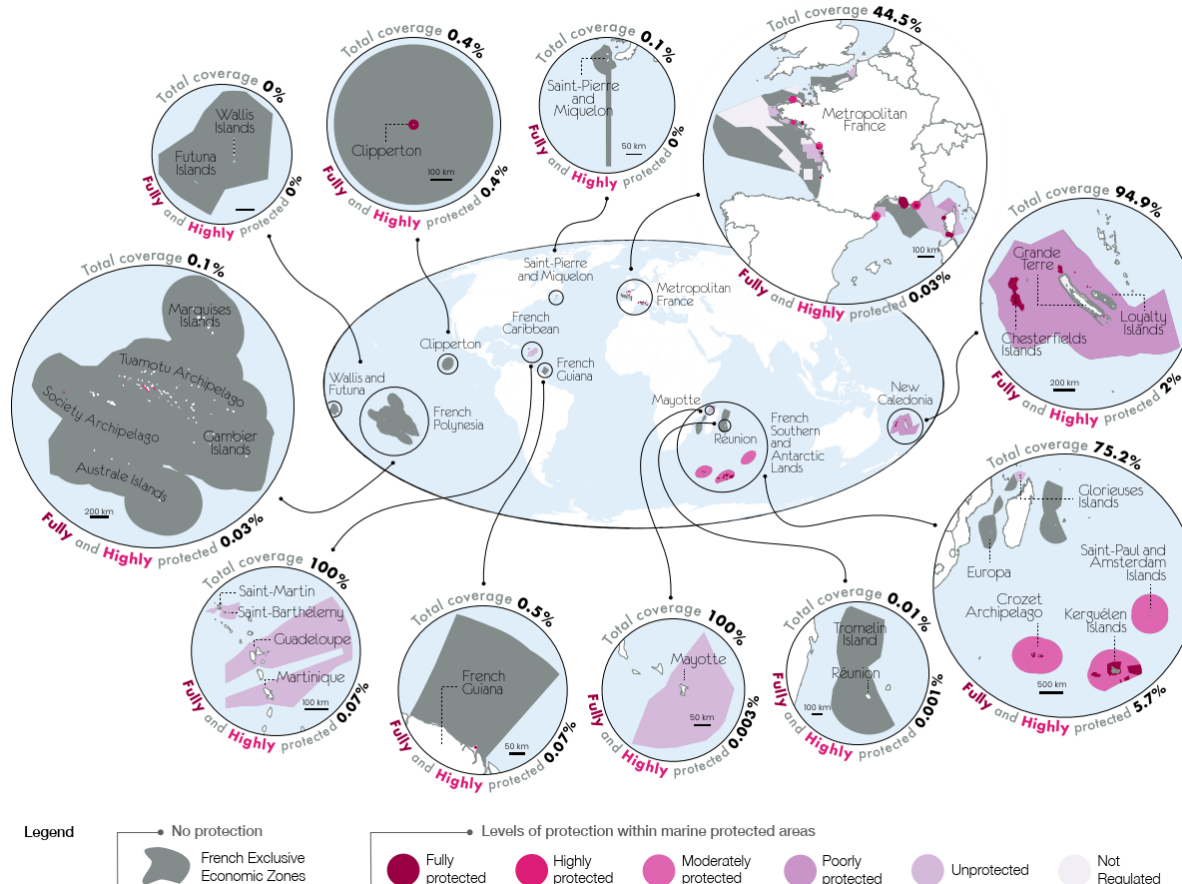 Total coverage 0%
Wallis
Islands
Futuna
Islands
Fully and Highly protected 0%
Total coverage 0.4%
Clipperton
100 km
Fully and Highly protected 0.4%
Total coverage 0.1%
Saint-Pierre
and
Miquelon
50 km
Fully and Highly protected 0%
Total coverage 44.5%
Metropolitan
France
100 km
Fully and Highly protected 0.03%
Total coverage 94.9%
Grande
Terre
Loyalty
Islands
Chesterfields
Islands
200 km
Fully and Highly protected 2%
Total coverage 0.1%
Marquises
Islands
Tuamotu Archipelago
Society Archipelago
Gambier
Islands
Australe Islands
200 km
Fully and Highly protected 0.03%
Saint-Pierre
and Miquelon
Metropolitan
France
French
Caribbean
Clipperton
French
Guiana
Wallis and
Futuna
French
Polynesia
Mayotte
Réunion
French
Southern
and
Antarctic
Lands
New
Caledonia
Total coverage 75.2%
Glorieuses
Islands
Europa
Saint-Paul and
Amsterdam
Islands
Crozet
Archipelago
Kerguélen
Islands
500 km
Fully and Highly protected 5.7%
Total coverage 100%
Saint-Martin
Saint-Barthélemy
Guadeloupe
Martinique
100 km
Fully and Highly protected 0.07%
Total coverage 0.5%
French
Guiana
50 km
Fully and Highly protected 0.07%
Total coverage 100%
Mayotte
50 km
Fully and Highly protected 0.003%
Total coverage 0.01%
Tromelin
Island
Réunion
100 km
Fully and Highly protected 0.001%
Legend
No protection
French Exclusive
Economic Zones
Levels of protection within marine protected areas
Fully
protected
Highly
protected
Moderately
protected
Poorly
protected
Unprotected
Not
Regulated